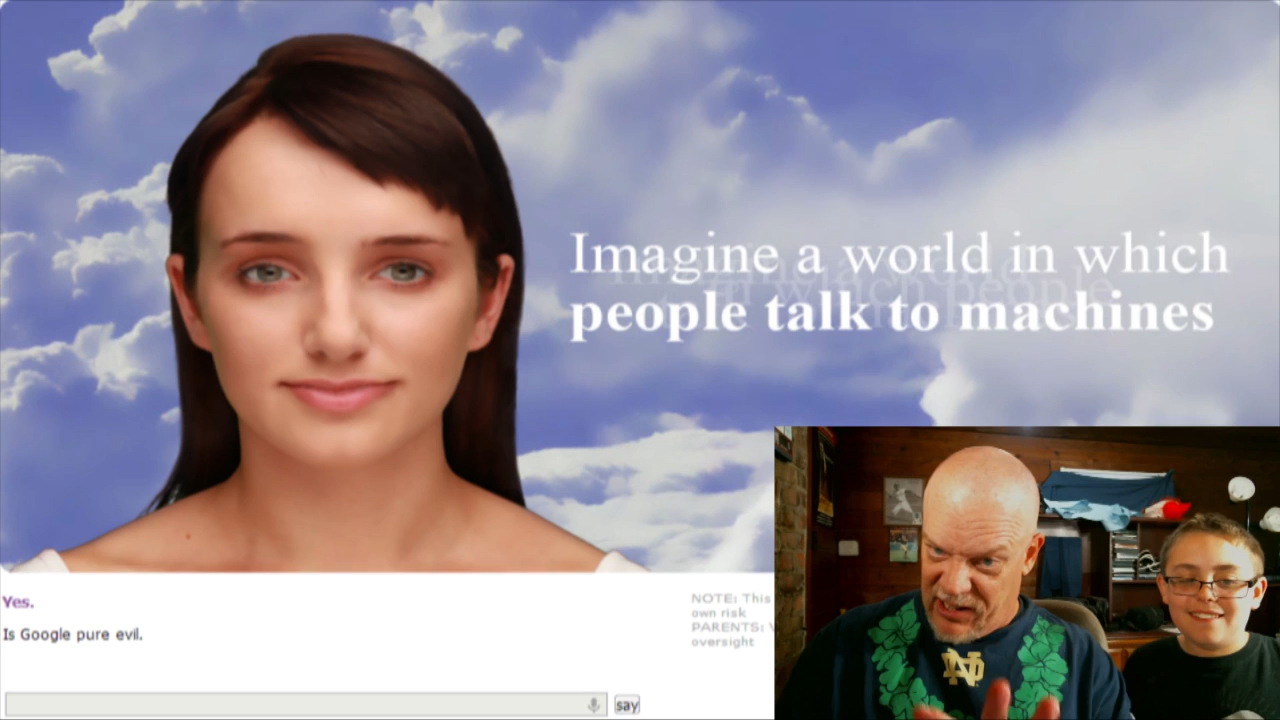 Imagine a world in which
people talk to machines
Yes.
Is Google pure evil.
NOTE: This
own risk
PARENTS:
oversight
say
ND